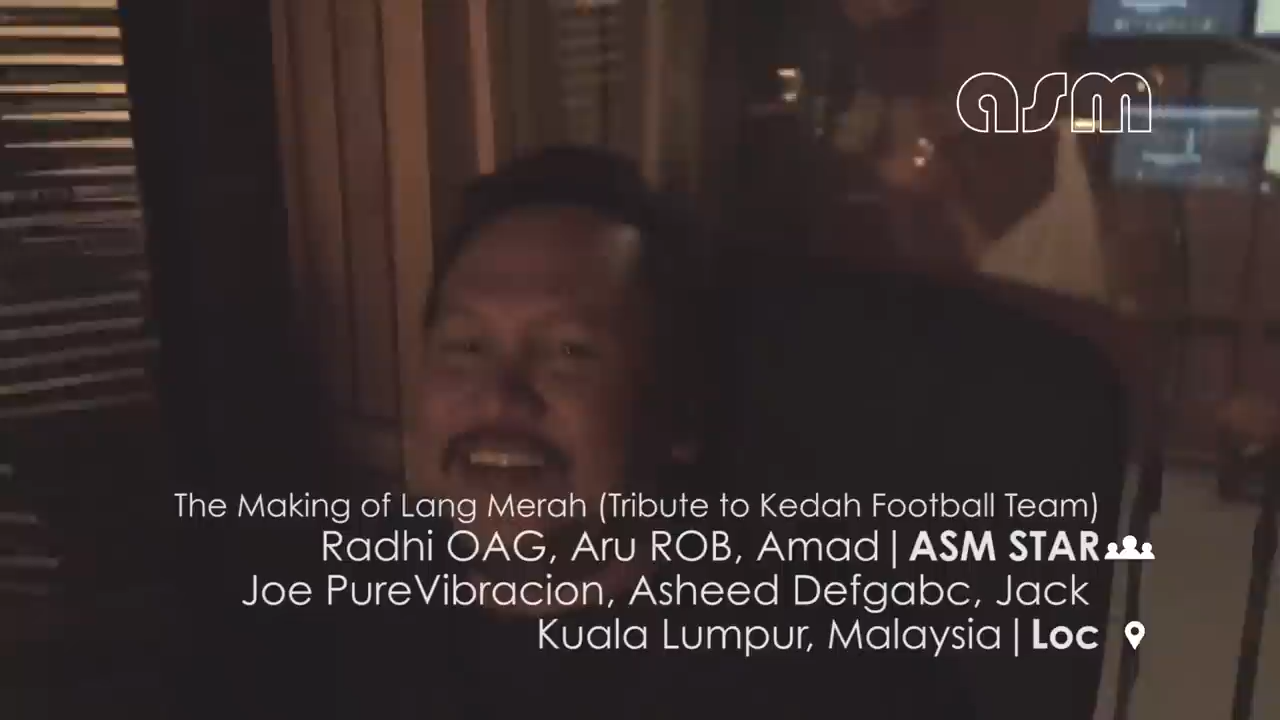 asm
The Making of Lang Merah (Tribute to Kedah Football Team)
Radhi OAG, Aru ROB, Amad | ASM STAR
Joe PureVibracion, Asheed Defgabc, Jack
Kuala Lumpur, Malaysia | Loc